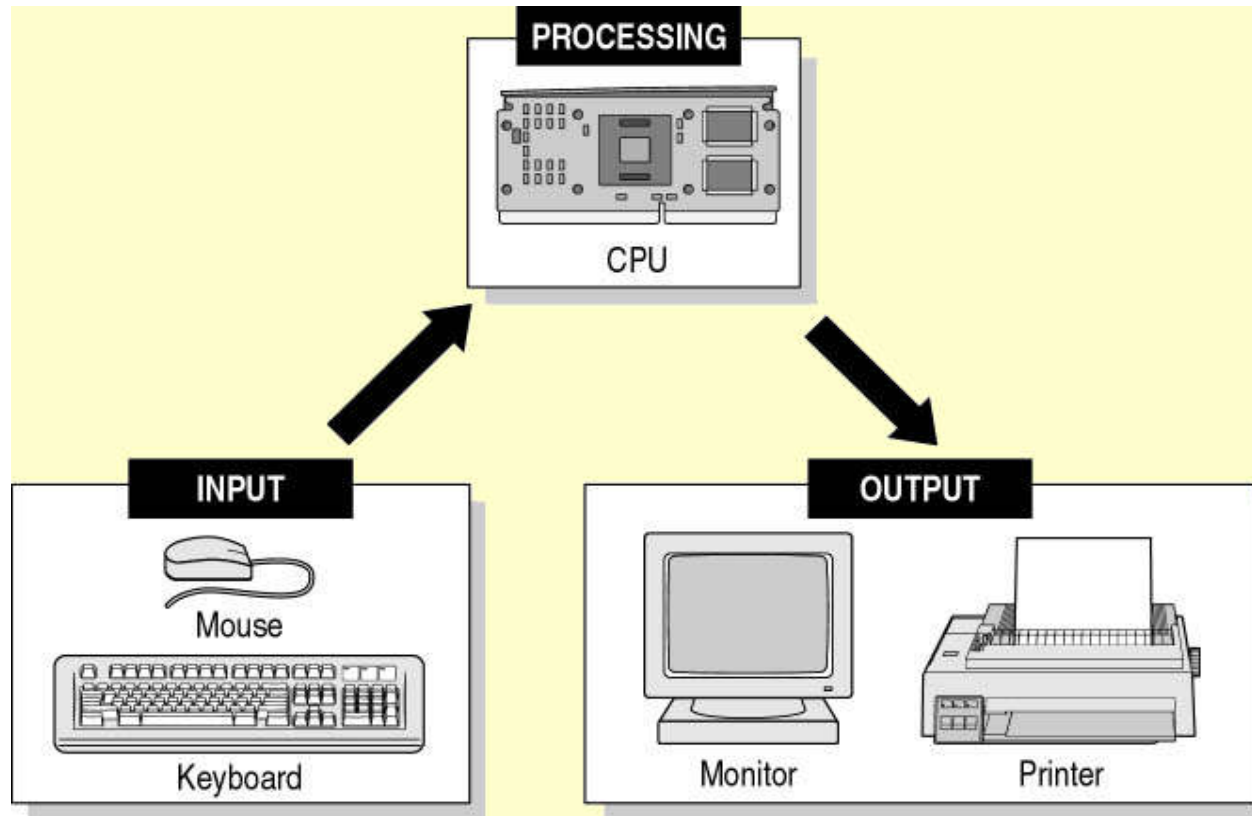 PROCESSING
CPU
INPUT
Mouse
Keyboard
OUTPUT
Monitor
Printer